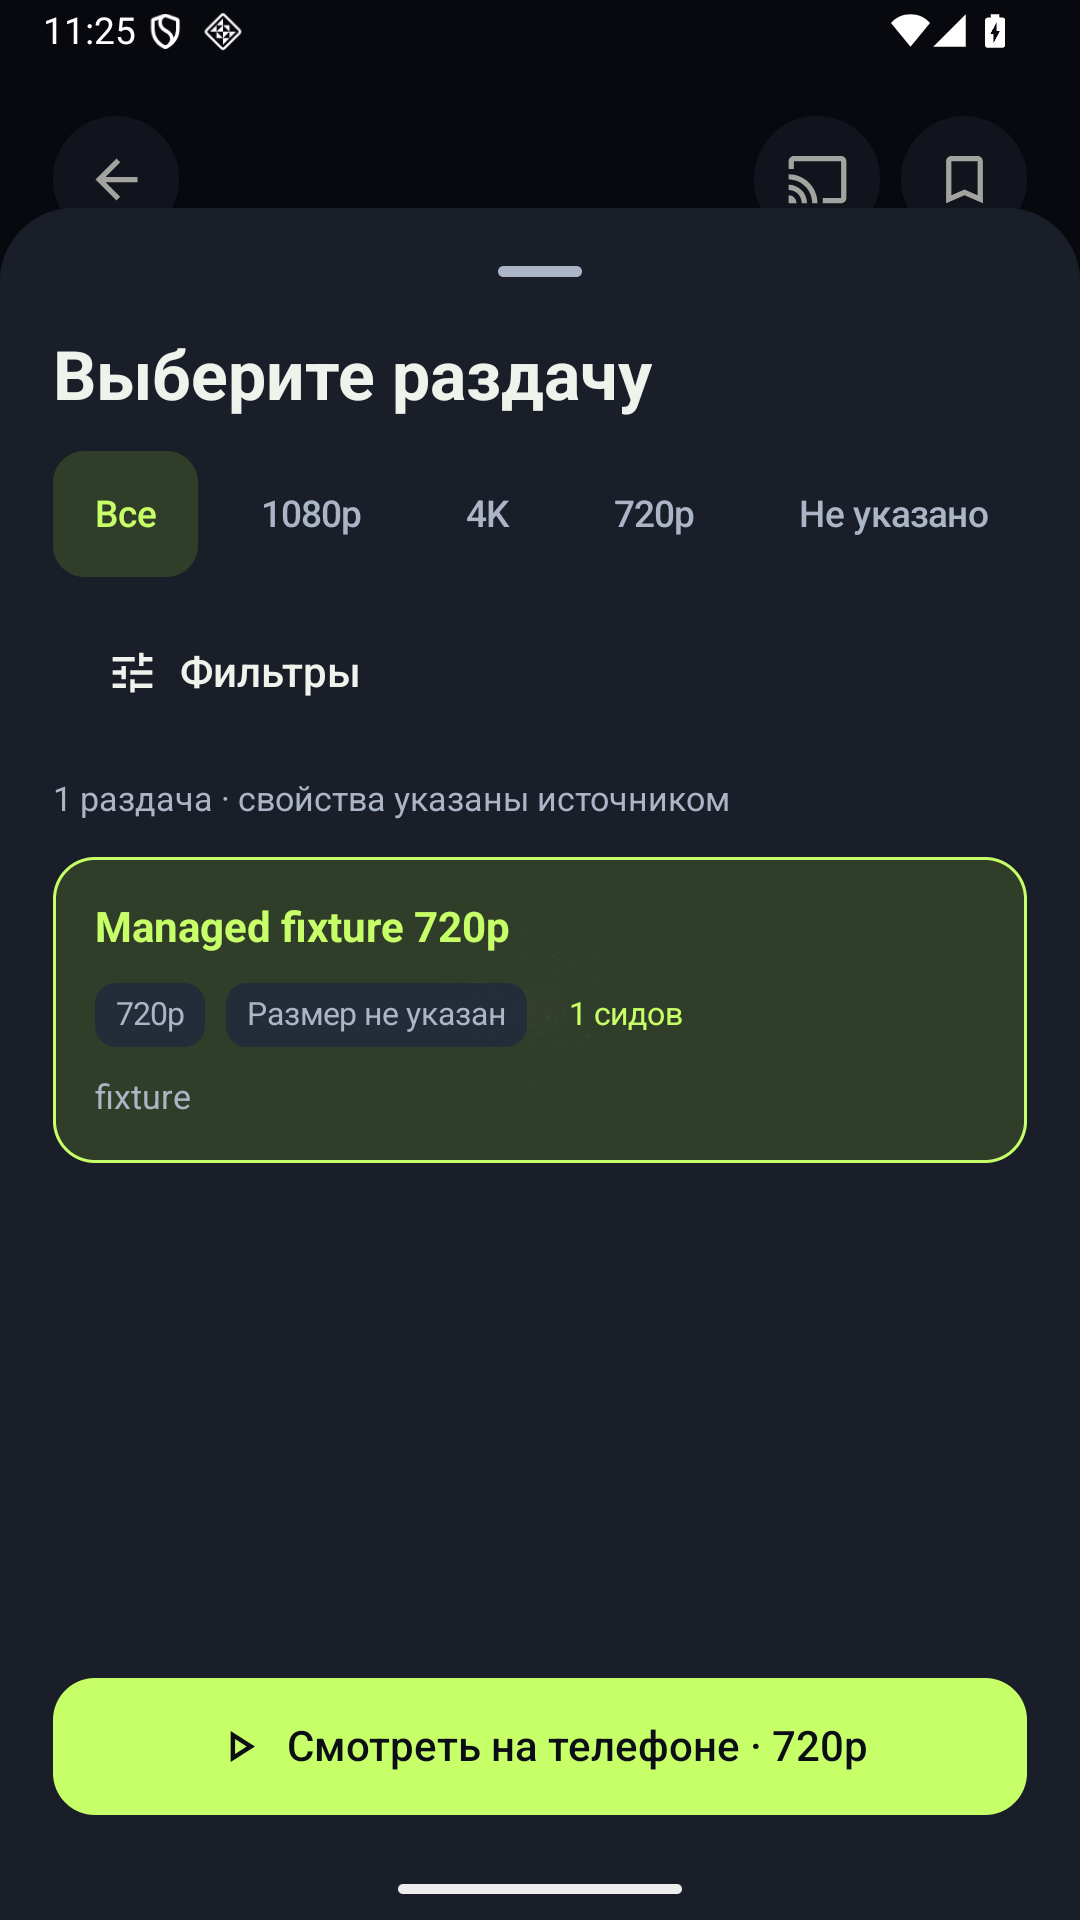 11:25
Выберите раздачу
Все 1080p 4K 720p Не указано
Фильтры
1 раздача · свойства указаны источником
Managed fixture 720p
720p Размер не указан 1 сидов
fixture
Смотреть на телефоне · 720p